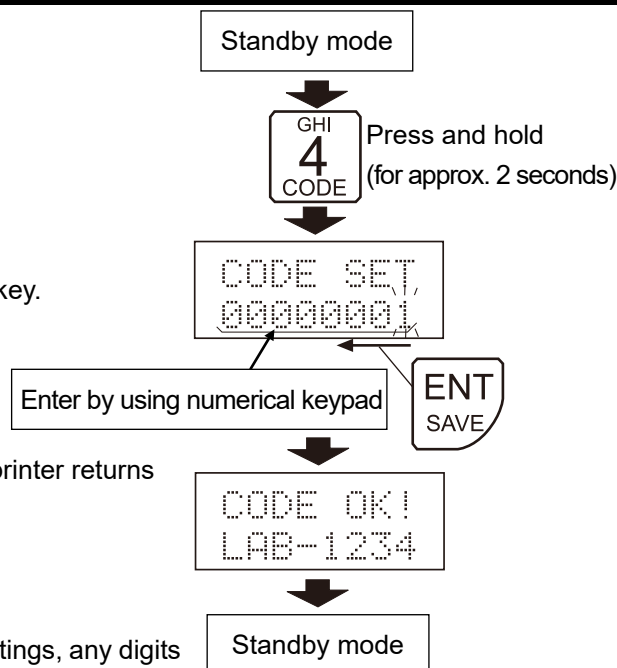 Standby mode
GHI
4
CODE
Press and hold
(for approx. 2 seconds)
CODE SET
00000001
key.
ENT
SAVE
Enter by using numerical keypad
printer returns
CODE OK!
LAB-1234
Standby mode
tings, any digits